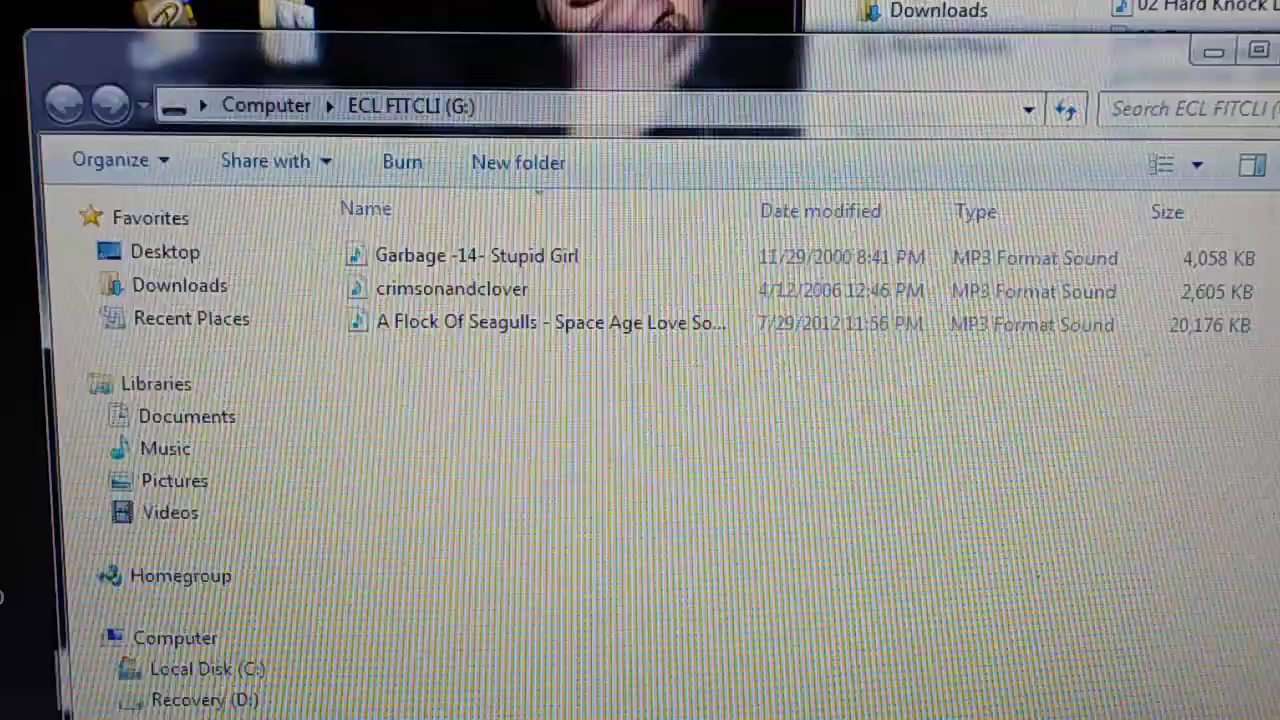 Downloads
02 Hard Knock
Computer ECL FITCLI (G:)
Search ECL FITCLI (
Organize Share with Burn New folder
Name Date modified Type Size
Favorites
Garbage -14- Stupid Girl 11/29/2000 8:41 PM MP3 Format Sound 4,058 KB
Desktop
crimsonandclover 4/12/2006 12:46 PM MP3 Format Sound 2,605 KB
Downloads
A Flock Of Seagulls - Space Age Love So... 7/29/2012 11:56 PM MP3 Format Sound 20,176 KB
Recent Places
Libraries
Documents
Music
Pictures
Videos
Homegroup
Computer
Local Disk (C:)
Recovery (D:)